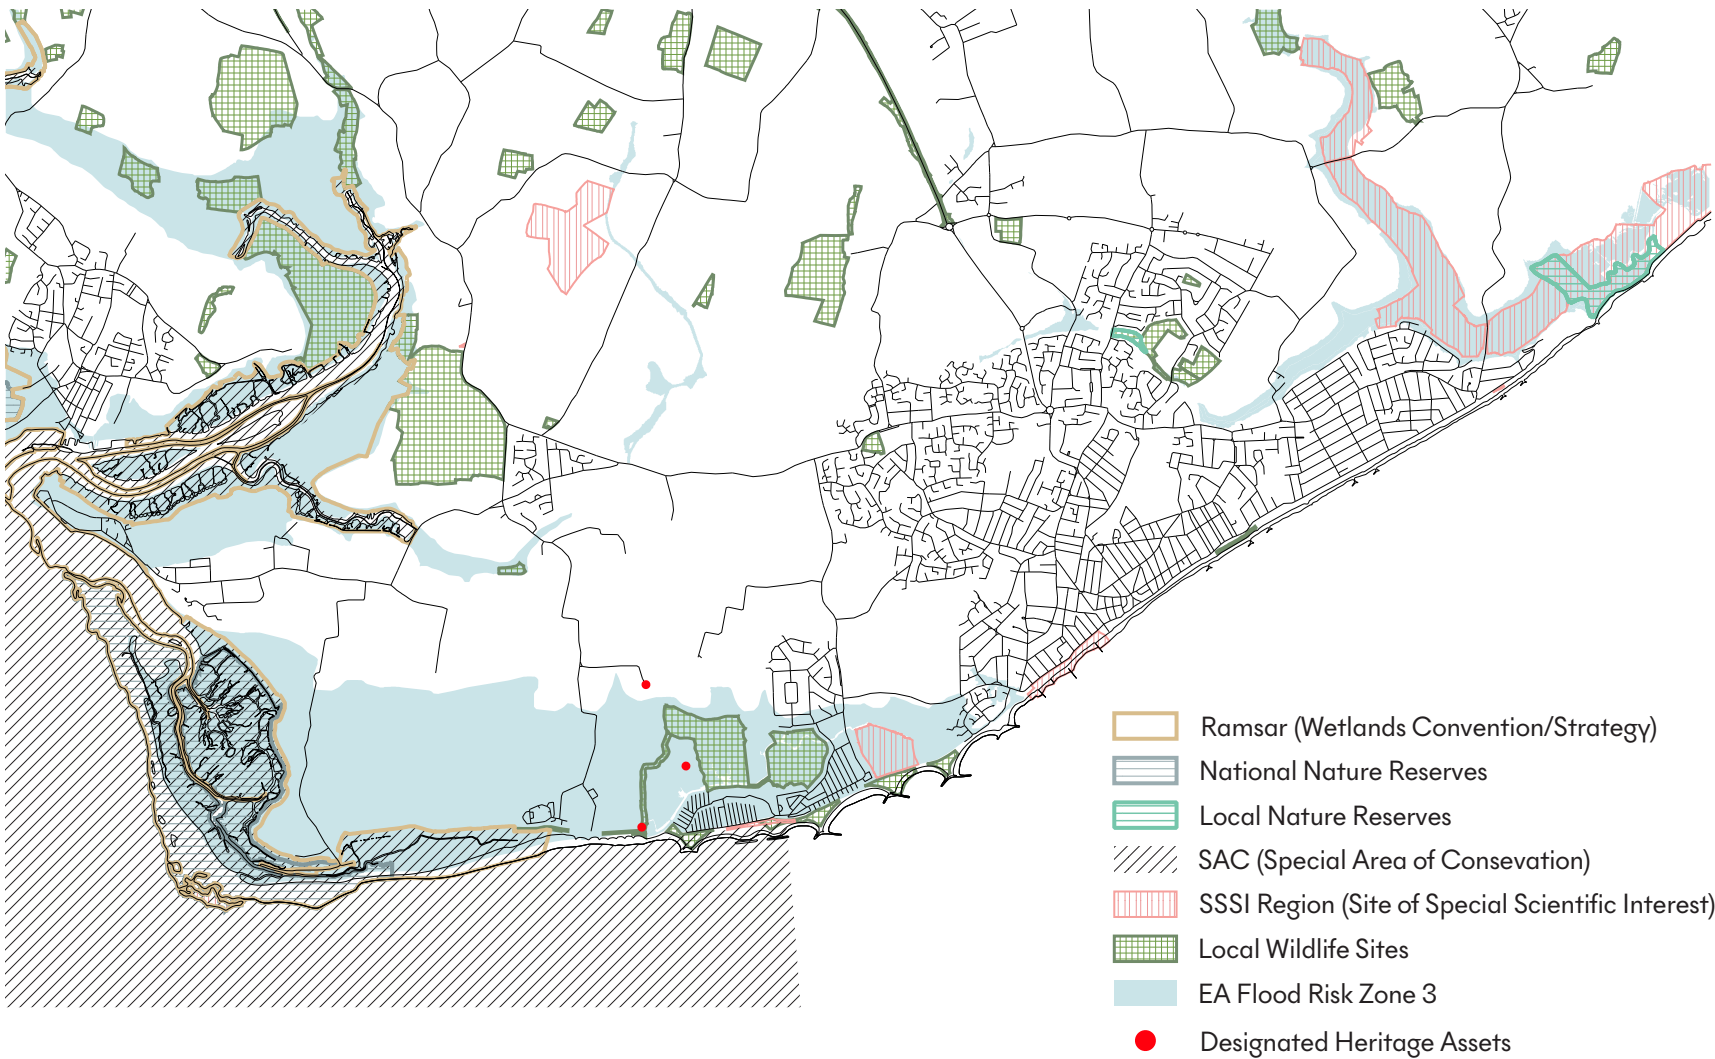 Ramsar (Wetlands Convention/Strategy)
National Nature Reserves
Local Nature Reserves
SAC (Special Area of Consevation)
SSSI Region (Site of Special Scientific Interest)
Local Wildlife Sites
EA Flood Risk Zone 3
Designated Heritage Assets